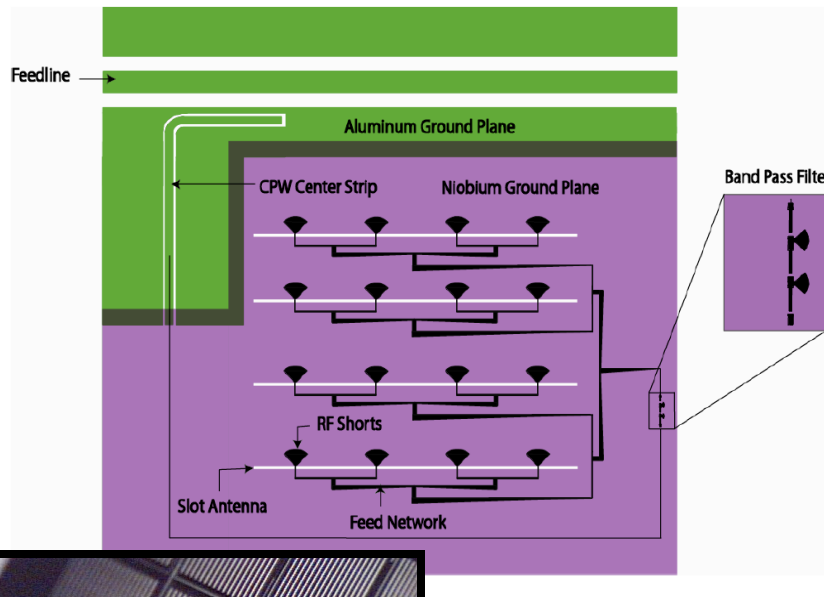 Feedline
Aluminum Ground Plane
CPW Center Strip
Niobium Ground Plane
Band Pass Filte
RF Shorts
Slot Antenna
Feed Network